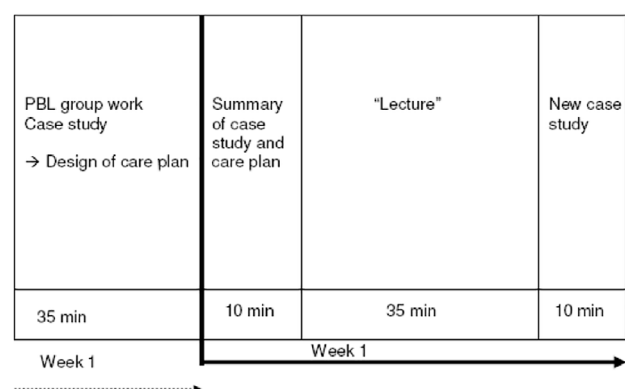 PBL group work
Case study
→ Design of care plan
Summary
of case
study and
care plan
“Lecture”
New case
study
35 min
10 min
35 min
10 min
Week 1
Week 1